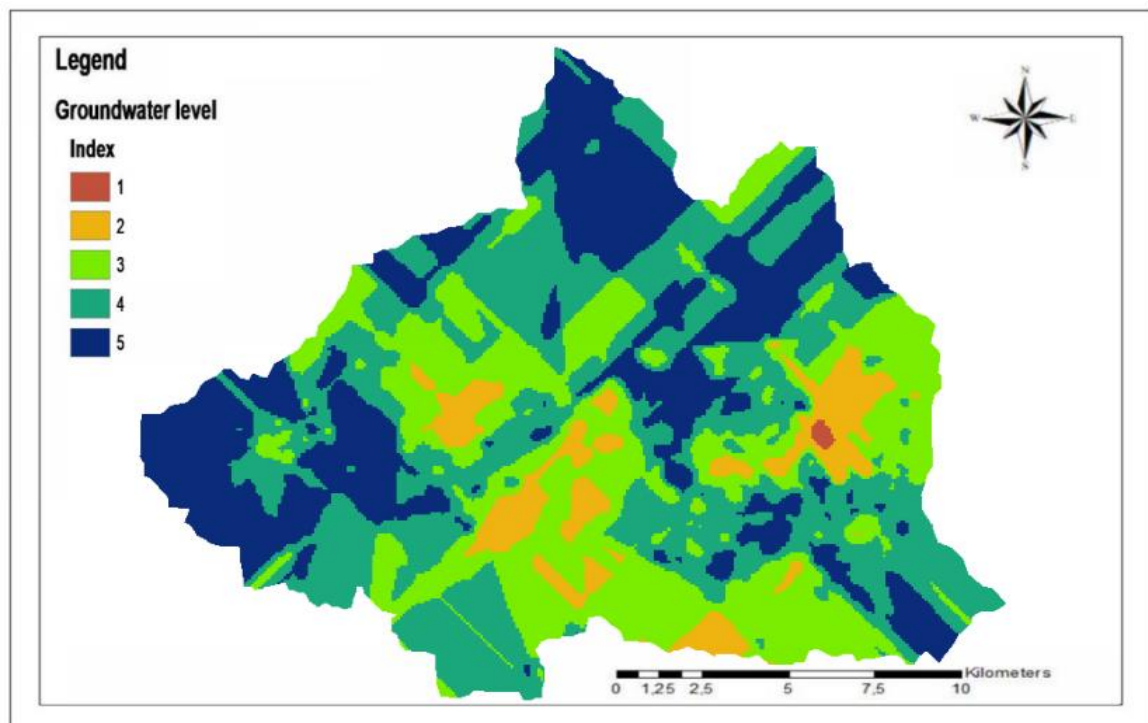 Legend
Groundwater level
Index
1
2
3
4
5
N
W E
S
Kilometers
0 1,25 2,5 5 7,5 10